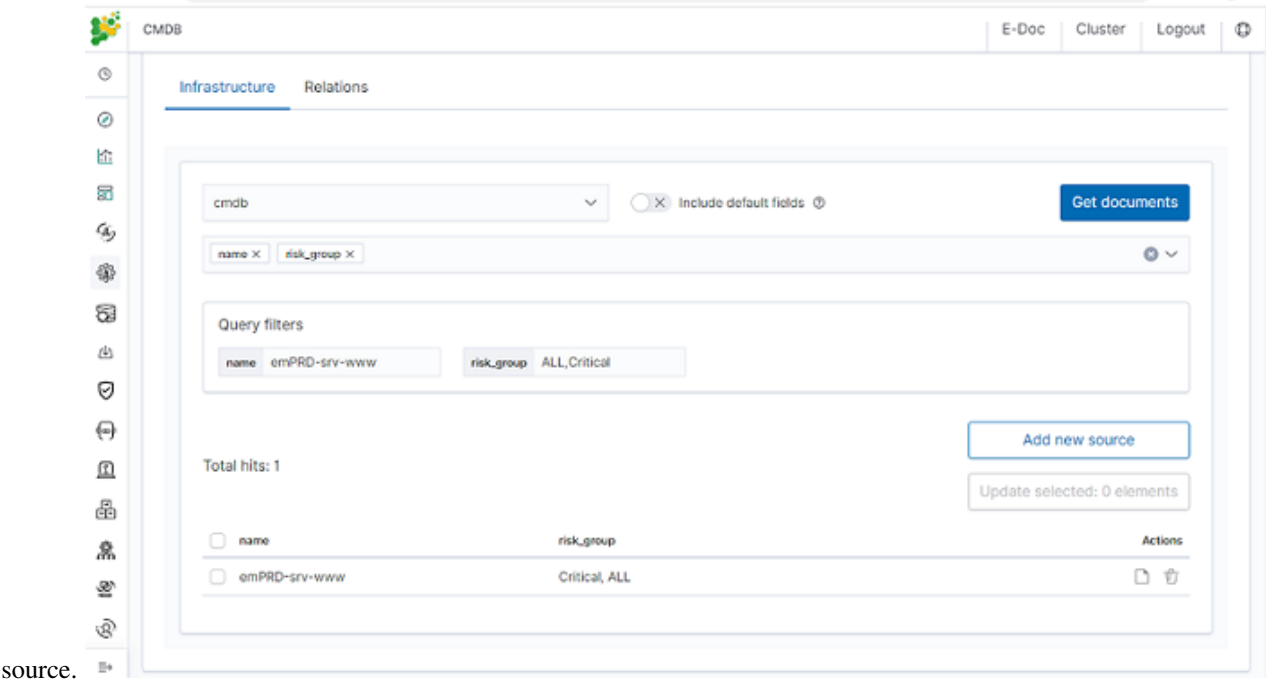 CMDB E-Doc Cluster Logout
Infrastructure Relations
cmdb Include default fields Get documents
name risk_group
Query filters
name emPRD-srv-www risk_group ALL,Critical
Add new source
Total hits: 1
Update selected: 0 elements
name risk_group Actions
emPRD-srv-www Critical, ALL
source.